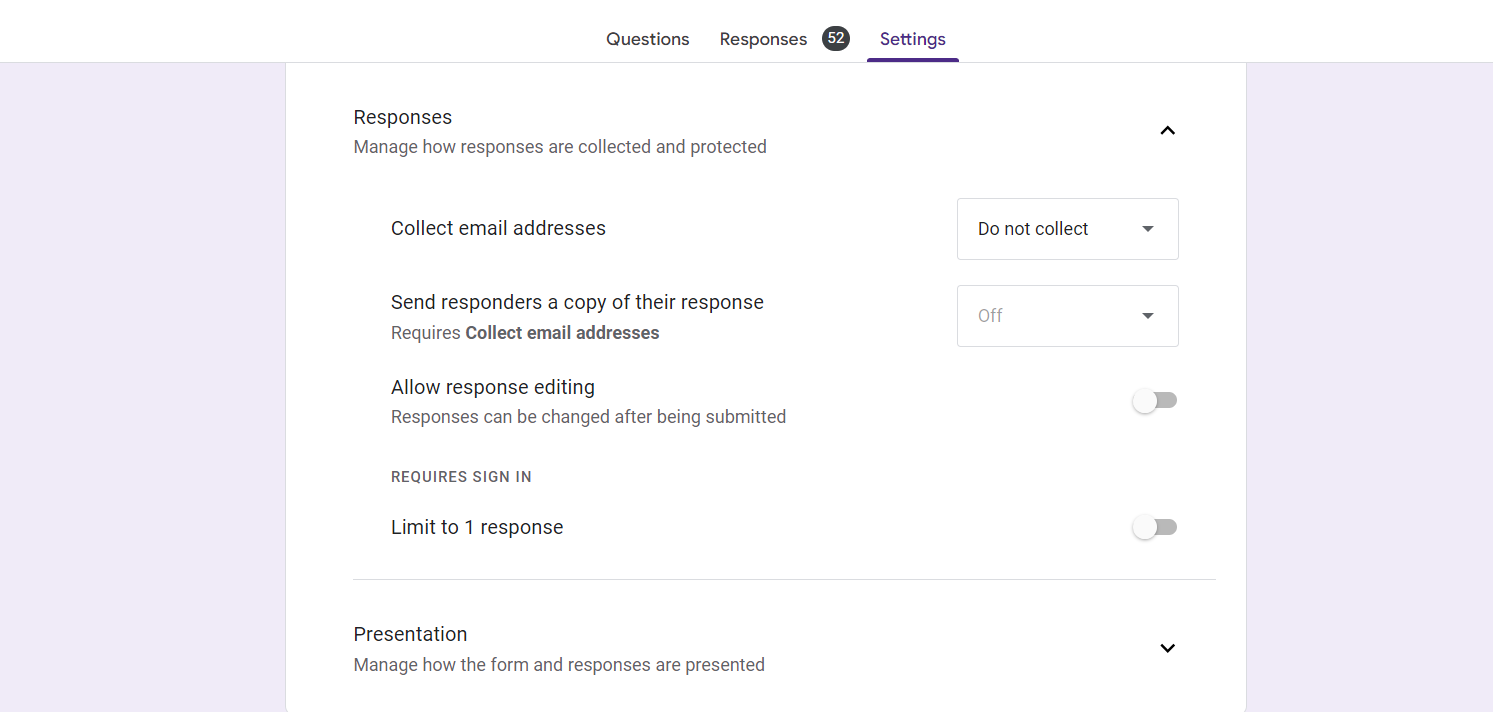 Questions Responses 52 Settings
Responses
Manage how responses are collected and protected
Collect email addresses Do not collect
Send responders a copy of their response Off
Requires Collect email addresses
Allow response editing
Responses can be changed after being submitted
REQUIRES SIGN IN
Limit to 1 response
Presentation
Manage how the form and responses are presented